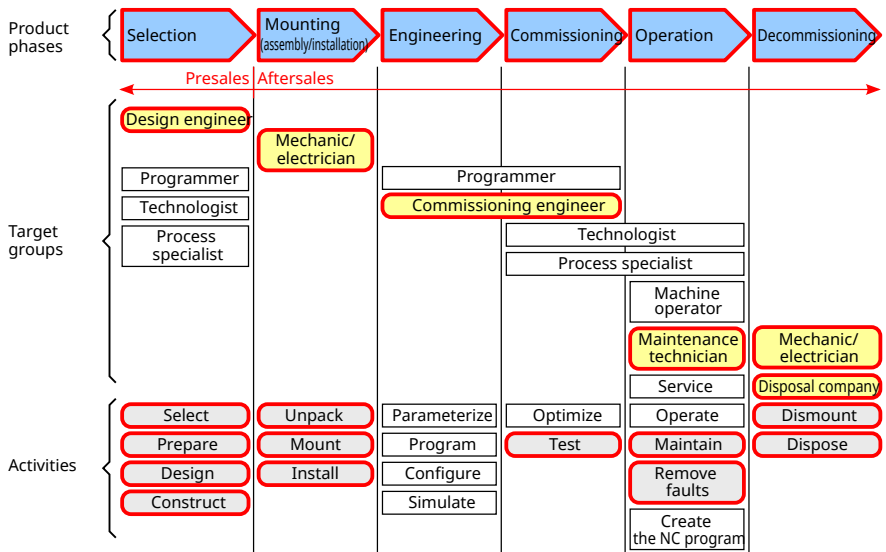 Product
phases
Selection
Mounting
(assembly/installation)
Engineering
Commissioning
Operation
Decommissioning
Presales
Aftersales
Target
groups
Design engineer
Mechanic/
electrician
Programmer
Programmer
Technologist
Commissioning engineer
Process
specialist
Technologist
Process specialist
Machine
operator
Maintenance
technician
Mechanic/
electrician
Service
Disposal company
Activities
Select
Unpack
Parameterize
Optimize
Operate
Dismount
Prepare
Mount
Program
Test
Maintain
Dispose
Design
Install
Configure
Remove
faults
Construct
Simulate
Create
the NC program